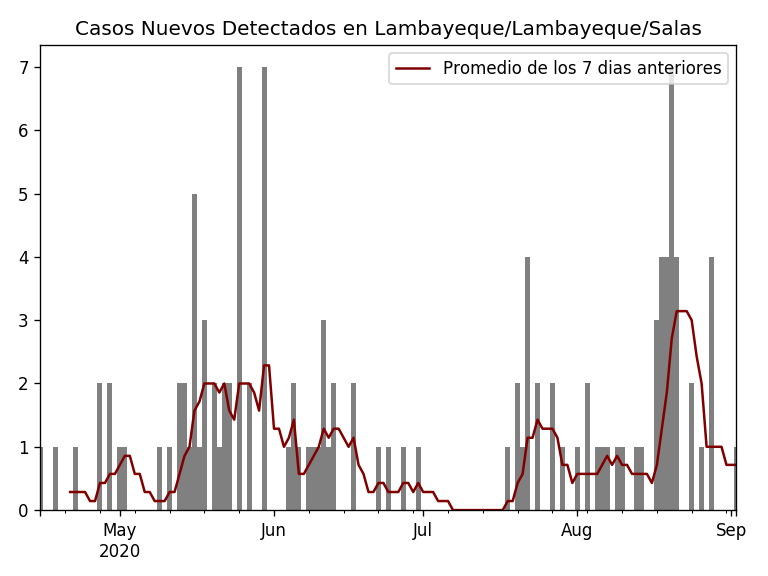 Casos Nuevos Detectados en Lambayeque/Lambayeque/Salas
Promedio de los 7 dias anteriores
7
6
5
4
3
2
1
0
May
2020
Jun
Jul
Aug
Sep